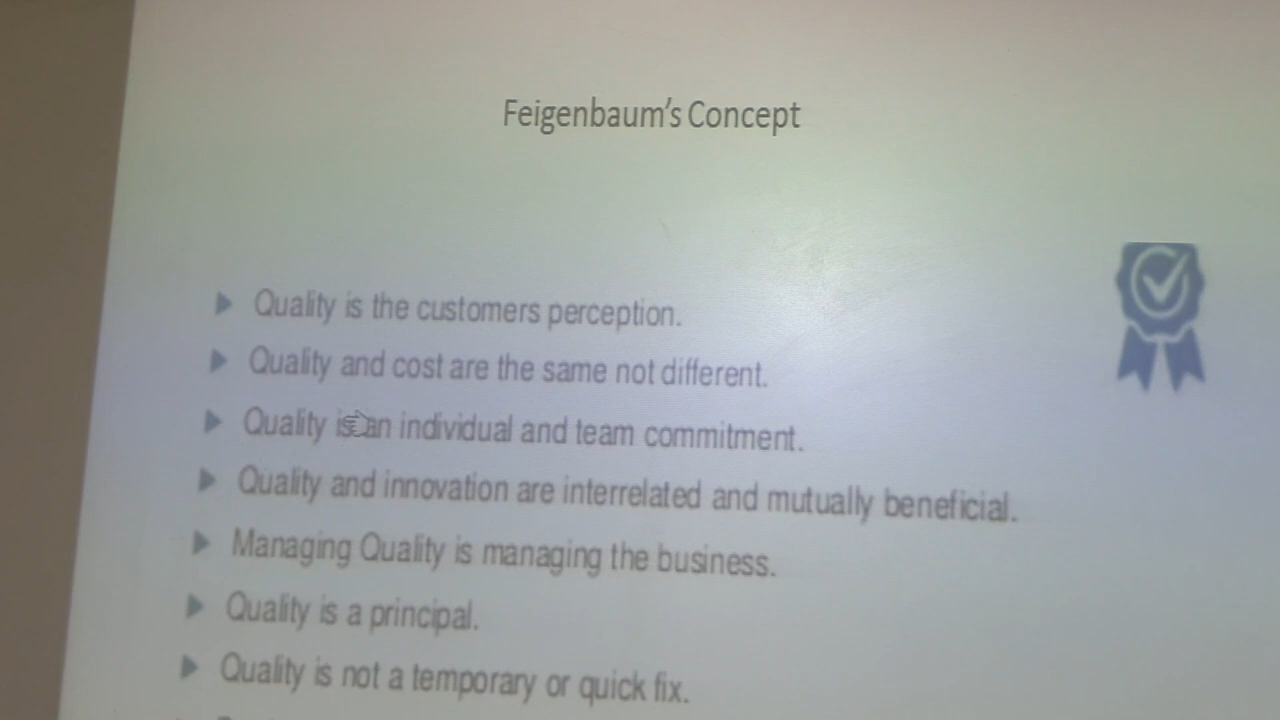 Feigenbaum's Concept
Quality is the customers perception.
Quality and cost are the same not different.
Quality is an individual and team commitment.
Quality and innovation are interrelated and mutually beneficial.
Managing Quality is managing the business.
Quality is a principal.
Quality is not a temporary or quick fix.